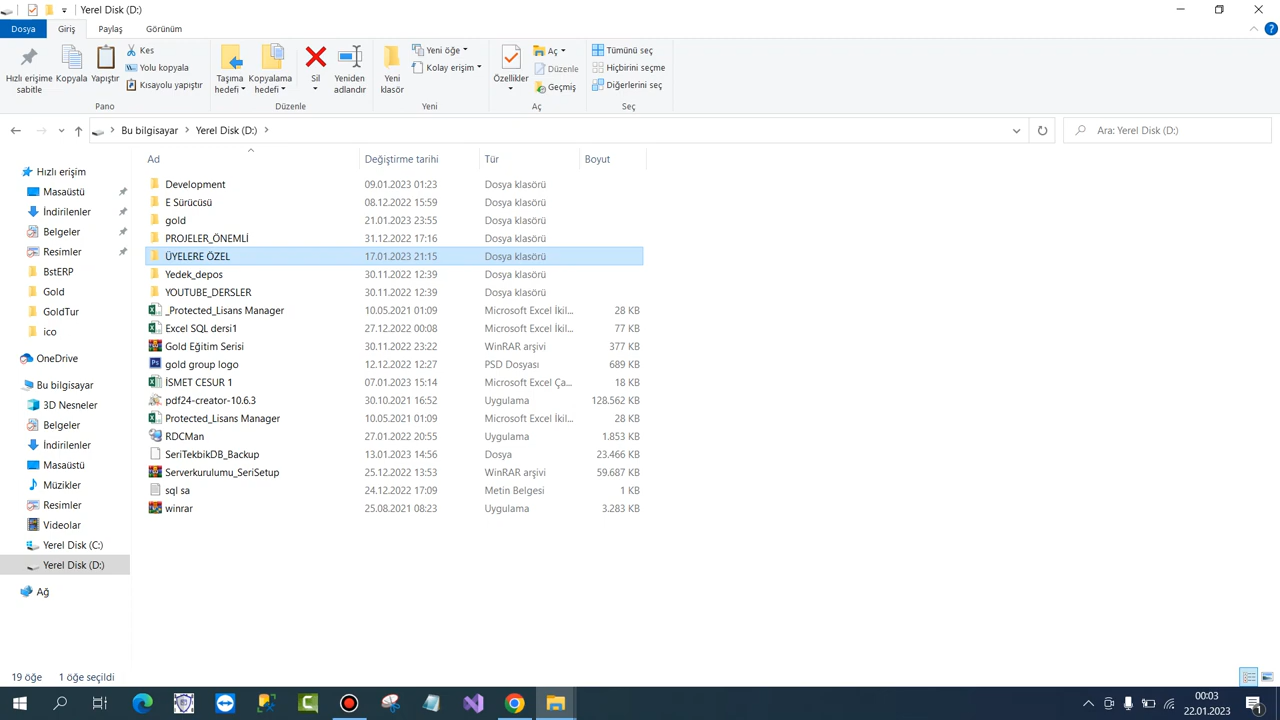 Yerel Disk (D:)
Dosya Giriş Paylaş Görünüm
Hızlı erişime sabitle
Kopyala
Yapıştır
Kes
Yolu kopyala
Kısayolu yapıştır
Pano
Taşıma hedefi
Kopyalama hedefi
Sil
Yeniden adlandır
Düzenle
Yeni klasör
Yeni öğe
Kolay erişim
Yeni
Özellikler
Aç
Düzenle
Geçmiş
Aç
Tümünü seç
Hiçbirini seçme
Diğerlerini seç
Seç
Bu bilgisayar Yerel Disk (D:)
Ara: Yerel Disk (D:)
Hızlı erişim
Masaüstü
İndirilenler
Belgeler
Resimler
BstERP
Gold
GoldTur
ico
OneDrive
Bu bilgisayar
3D Nesneler
Belgeler
İndirilenler
Masaüstü
Müzikler
Resimler
Videolar
Yerel Disk (C:)
Yerel Disk (D:)
Ağ
Ad Değiştirme tarihi Tür Boyut
Development 09.01.2023 01:23 Dosya klasörü
E Sürücüsü 08.12.2022 15:59 Dosya klasörü
gold 21.01.2023 23:55 Dosya klasörü
PROJELER_ÖNEMLİ 31.12.2022 17:16 Dosya klasörü
ÜYELERE ÖZEL 17.01.2023 21:15 Dosya klasörü
Yedek_depos 30.11.2022 12:39 Dosya klasörü
YOUTUBE_DERSLER 30.11.2022 12:39 Dosya klasörü
_Protected_Lisans Manager 10.05.2021 01:09 Microsoft Excel İkil... 28 KB
Excel SQL dersi1 27.12.2022 00:08 Microsoft Excel İkil... 77 KB
Gold Eğitim Serisi 30.11.2022 23:22 WinRAR arşivi 377 KB
gold group logo 12.12.2022 12:27 PSD Dosyası 689 KB
İSMET CESUR 1 07.01.2023 15:14 Microsoft Excel Ça... 18 KB
pdf24-creator-10.6.3 30.10.2021 16:52 Uygulama 128.562 KB
Protected_Lisans Manager 10.05.2021 01:09 Microsoft Excel İkil... 28 KB
RDCMan 27.01.2022 20:55 Uygulama 1.853 KB
SeriTekbikDB_Backup 13.01.2023 14:56 Dosya 23.466 KB
Serverkurulumu_SeriSetup 25.12.2022 13:53 WinRAR arşivi 59.687 KB
sql sa 24.12.2022 17:09 Metin Belgesi 1 KB
winrar 25.08.2021 08:23 Uygulama 3.283 KB
19 öğe 1 öğe seçildi
00:03
22.01.2023
1